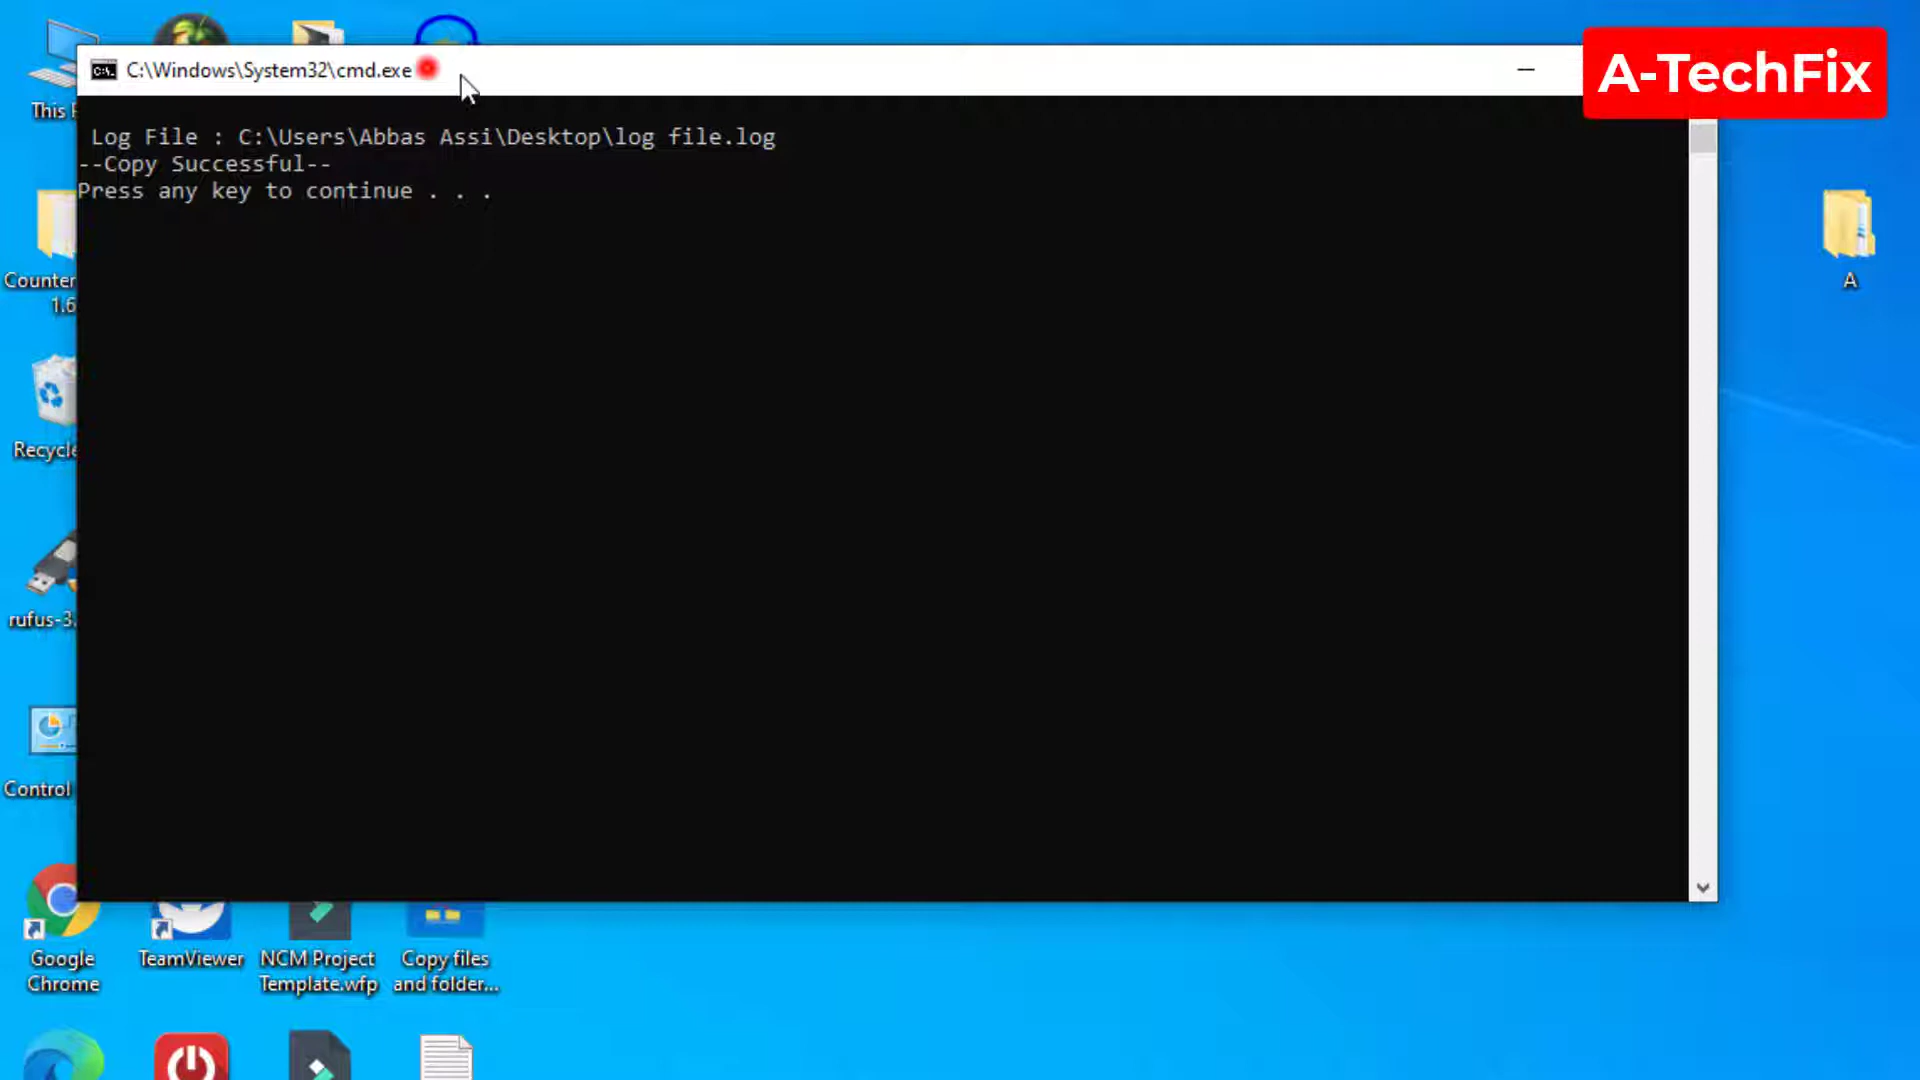 C:\Windows\System32\cmd.exe
A-TechFix
Log File : C:\Users\Abbas Assi\Desktop\log file.log
--Copy Successful--
Press any key to continue . . .
This
Counter
1.6
Recycle
rufus-3.
Control
A
Google
Chrome
TeamViewer
NCM Project
Template.wfp
Copy files
and folder...